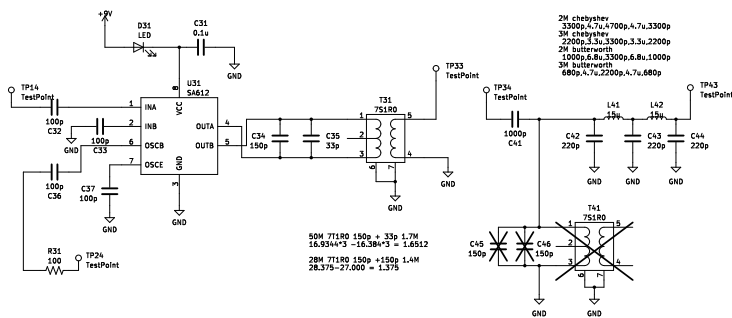 +9V
D31
LED
C31
0.1u
GND
TP14
TestPoint
100p
C32
U31
SA612
8
VCC
1
INA
2
INB
6
OSCB
7
OSCE
OUTA
4
OUTB
5
GND
3
GND
GND
100p
C33
100p
C36
C37
100p
GND
R31
100
TP24
TestPoint
C34
150p
C35
33p
T31
7S1R0
1
2
3
5
4
6
7
GND
GND
TP33
TestPoint
50M 7T1R0 150p + 33p 1.7M
16.9344*3 -16.384*3 = 1.6512
28M 7T1R0 150p +150p 1.4M
28.375-27.000 = 1.375
2M chebyshev
3300p,4.7u,4700p,4.7u,3300p
3M chebyshev
2200p,3.3u,3300p,3.3u,2200p
2M butterworth
1000p,6.8u,3300p,6.8u,1000p
3M butterworth
680p,4.7u,2200p,4.7u,680p
TP34
TestPoint
1000p
C41
L41
15u
L42
15u
TP43
TestPoint
C42
220p
C43
220p
C44
220p
GND
GND
GND
T41
7S1R0
1
2
3
5
4
6
7
C45
150p
C46
150p
GND
GND
GND